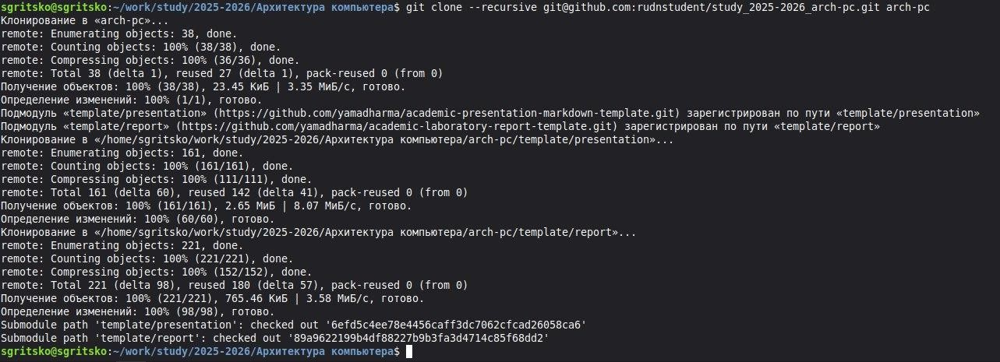 sgritsko@sgritsko:~/work/study/2025-2026/Архитектура компьютера$ git clone --recursive git@github.com:rudnstudent/study_2025-2026_arch-pc.git arch-pc
Клонирование в «arch-pc»...
remote: Enumerating objects: 38, done.
remote: Counting objects: 100% (38/38), done.
remote: Compressing objects: 100% (36/36), done.
remote: Total 38 (delta 1), reused 27 (delta 1), pack-reused 0 (from 0)
Получение объектов: 100% (38/38), 23.45 КиБ | 3.35 МиБ/с, готово.
Определение изменений: 100% (1/1), готово.
Подмодуль «template/presentation» (https://github.com/yamadharma/academic-presentation-markdown-template.git) зарегистрирован по пути «template/presentation»
Подмодуль «template/report» (https://github.com/yamadharma/academic-laboratory-report-template.git) зарегистрирован по пути «template/report»
Клонирование в «/home/sgritsko/work/study/2025-2026/Архитектура компьютера/arch-pc/template/presentation»...
remote: Enumerating objects: 161, done.
remote: Counting objects: 100% (161/161), done.
remote: Compressing objects: 100% (111/111), done.
remote: Total 161 (delta 60), reused 142 (delta 41), pack-reused 0 (from 0)
Получение объектов: 100% (161/161), 2.65 МиБ | 8.07 МиБ/с, готово.
Определение изменений: 100% (60/60), готово.
Клонирование в «/home/sgritsko/work/study/2025-2026/Архитектура компьютера/arch-pc/template/report»...
remote: Enumerating objects: 221, done.
remote: Counting objects: 100% (221/221), done.
remote: Compressing objects: 100% (152/152), done.
remote: Total 221 (delta 98), reused 180 (delta 57), pack-reused 0 (from 0)
Получение объектов: 100% (221/221), 765.46 КиБ | 3.58 МиБ/с, готово.
Определение изменений: 100% (98/98), готово.
Submodule path 'template/presentation': checked out '6efd5c4ee78e4456caff3dc7062cfcad26058ca6'
Submodule path 'template/report': checked out '89a9622199b4df88227b9b3fa3d4714c85f68dd2'
sgritsko@sgritsko:~/work/study/2025-2026/Архитектура компьютера$